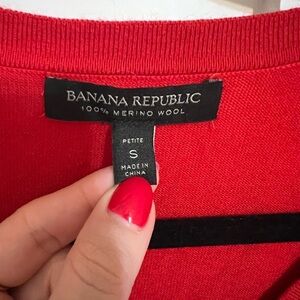 BANANA REPUBLIC
100% MERINO WOOL
PETITE
S
MADE IN
CHINA